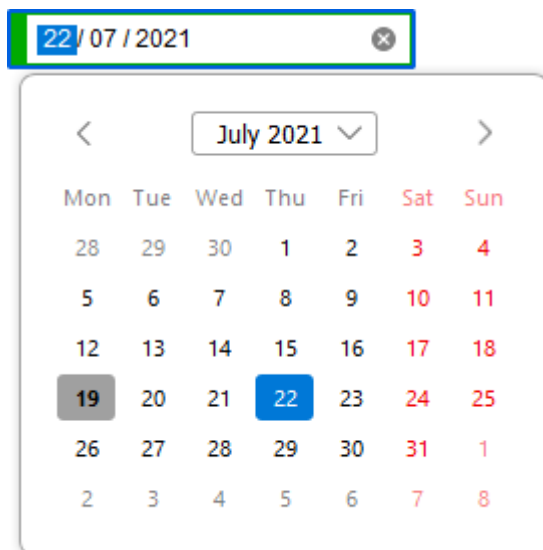 22/ 07 / 2021
July 2021
Mon Tue Wed Thu Fri Sat Sun
28 29 30 1 2 3 4
5 6 7 8 9 10 11
12 13 14 15 16 17 18
19 20 21 22 23 24 25
26 27 28 29 30 31 1
2 3 4 5 6 7 8